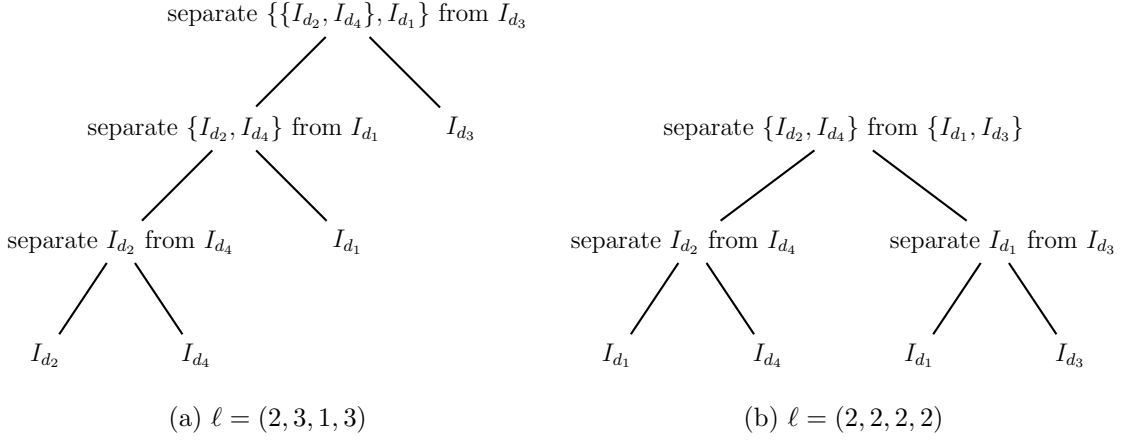 separate {{I_{d_2}, I_{d_4}}, I_{d_1}} from I_{d_3}
separate {I_{d_2}, I_{d_4}} from I_{d_1}
I_{d_3}
separate I_{d_2} from I_{d_4}
I_{d_1}
I_{d_2}
I_{d_4}
(a) ℓ = (2, 3, 1, 3)
separate {I_{d_2}, I_{d_4}} from {I_{d_1}, I_{d_3}}
separate I_{d_2} from I_{d_4}
separate I_{d_1} from I_{d_3}
I_{d_1}
I_{d_4}
I_{d_1}
I_{d_3}
(b) ℓ = (2, 2, 2, 2)